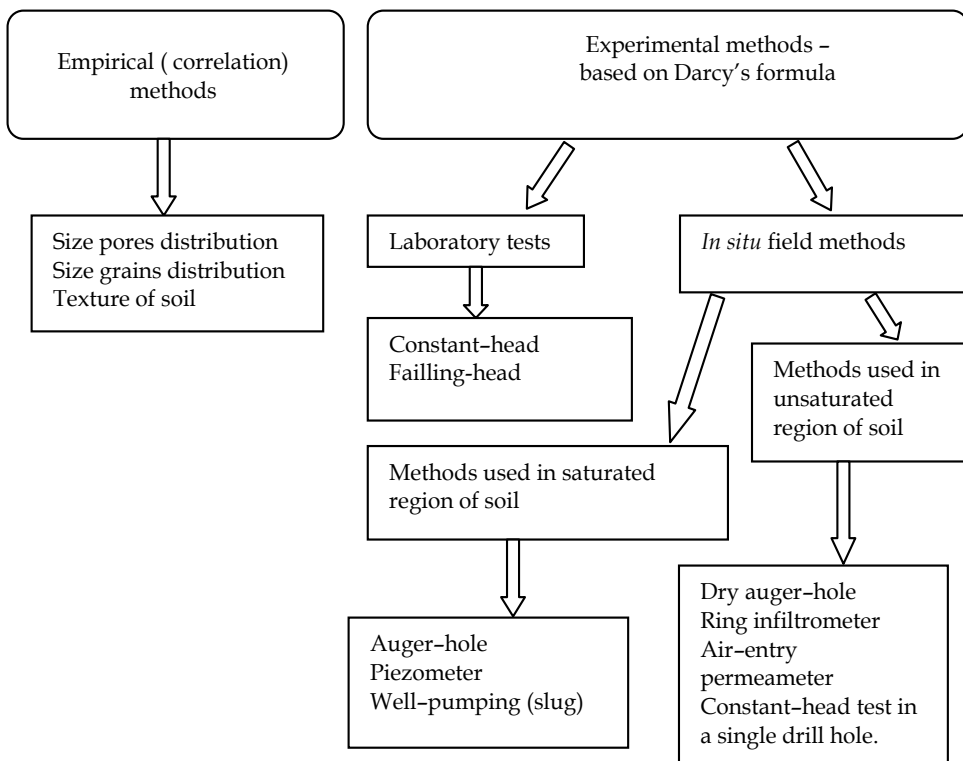 Empirical ( correlation)
methods
Experimental methods –
based on Darcy’s formula
Size pores distribution
Size grains distribution
Texture of soil
Laboratory tests
In situ field methods
Constant–head
Failling-head
Methods used in
unsaturated
region of soil
Methods used in saturated
region of soil
Auger–hole
Piezometer
Well–pumping (slug)
Dry auger–hole
Ring infiltrometer
Air–entry
permeameter
Constant–head test in
a single drill hole.